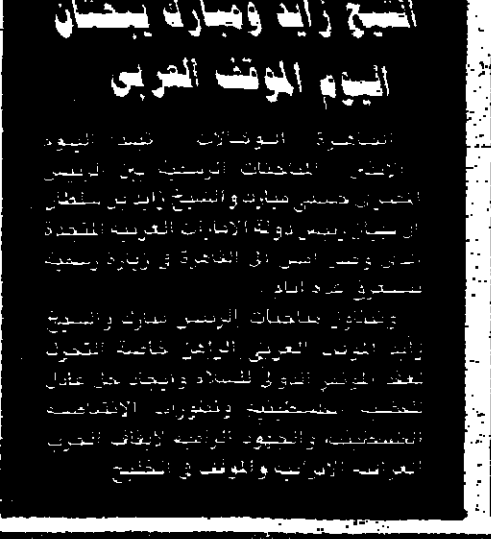 الشيخ زايد ومبارك يبحثان
اليوم الموقف العربي
القاهرة الوكالات تبدأ اليوم
الاثنين المباحثات الرسمية بين الرئيس
المصري حسني مبارك والشيخ زايد بن سلطان
آل نهيان رئيس دولة الامارات العربية المتحدة
الذي وصل امس الى القاهرة في زيارة رسمية
تستغرق عدة ايام .
وتتناول مباحثات الرئيس مبارك والشيخ
زايد الموقف العربي الراهن خاصة التحرك
لعقد المؤتمر الدولي للسلام وايجاد حل عادل
للقضية الفلسطينية وتطورات الانتفاضة
الفلسطينية والجهود الرامية لايقاف الحرب
العراقية الايرانية والموقف في الخليج